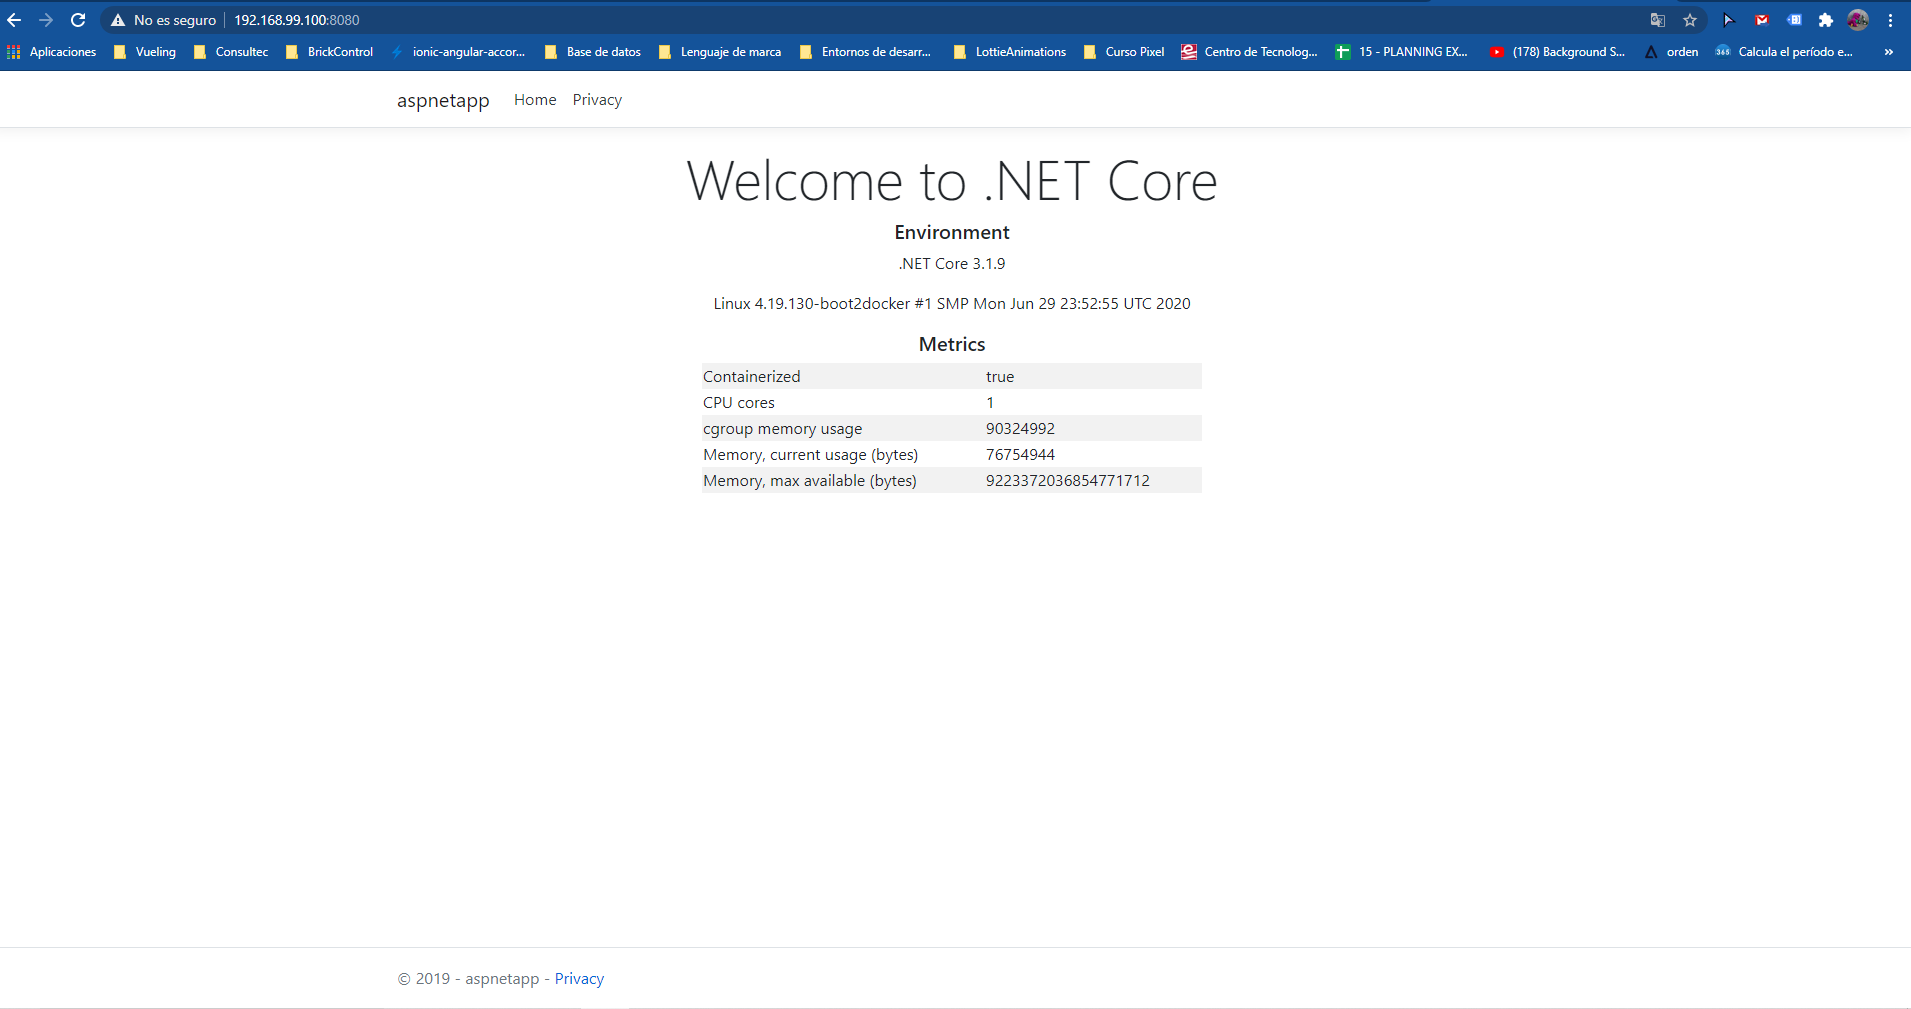 No es seguro 192.168.99.100:8080
Aplicaciones Vueling Consultec BrickControl ionic-angular-accor... Base de datos Lenguaje de marca Entornos de desarr... LottieAnimations Curso Pixel Centro de Tecnolog... 15 - PLANNING EX... (178) Background S... orden 365 Calcula el período e... »
aspnetapp Home Privacy
Welcome to .NET Core
Environment
.NET Core 3.1.9
Linux 4.19.130-boot2docker #1 SMP Mon Jun 29 23:52:55 UTC 2020
Metrics
Containerized true
CPU cores 1
cgroup memory usage 90324992
Memory, current usage (bytes) 76754944
Memory, max available (bytes) 9223372036854771712
© 2019 - aspnetapp - Privacy